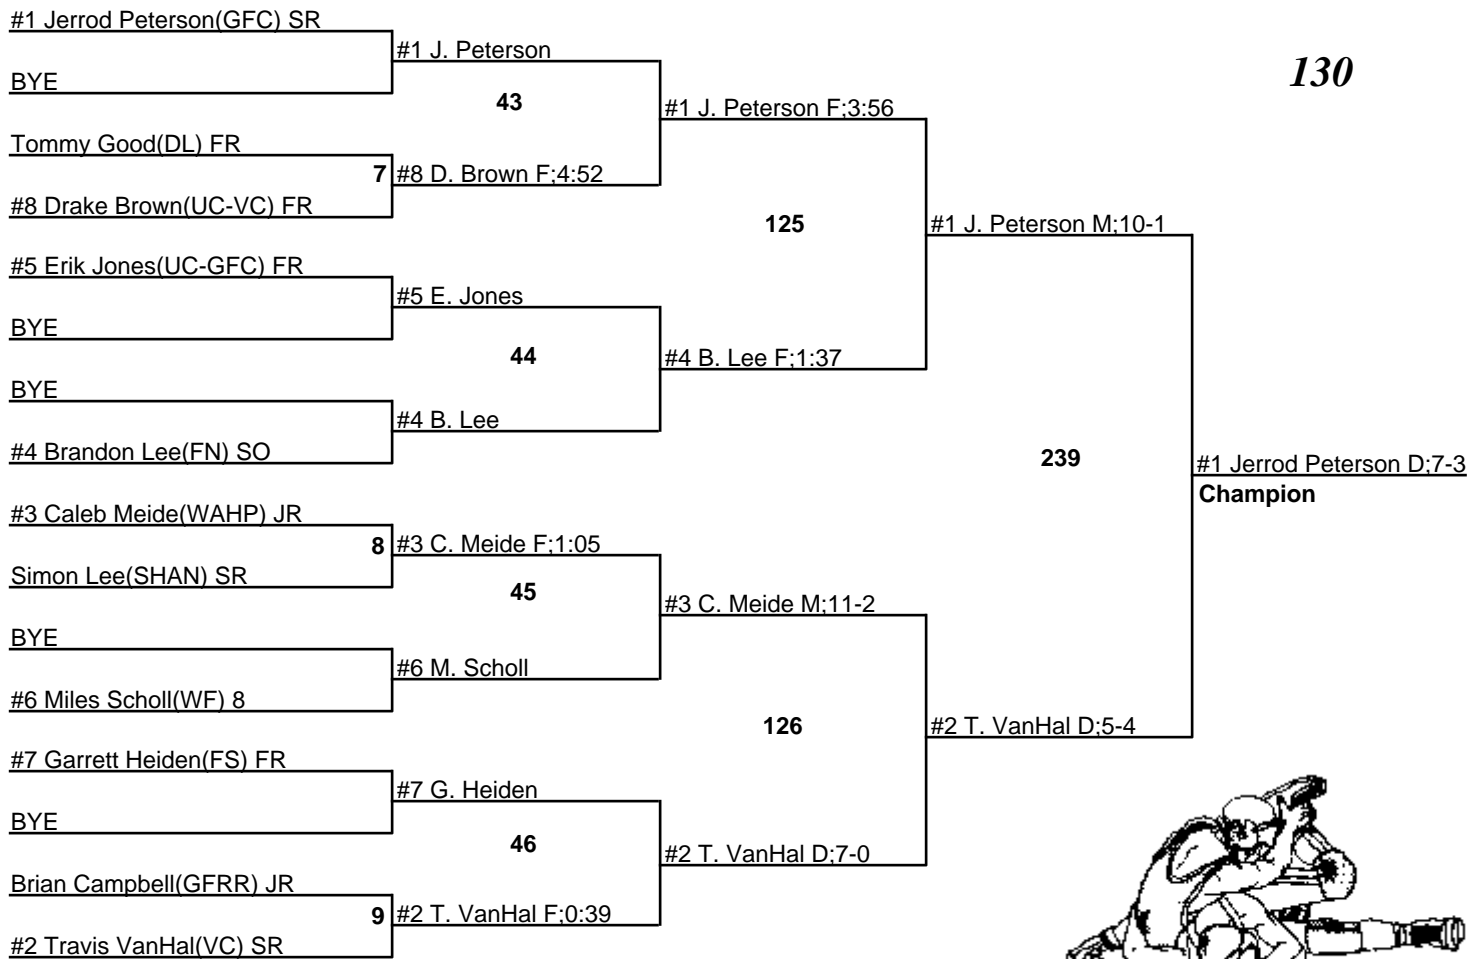 #1 Jerrod Peterson(GFC) SR
#1 J. Peterson
130
BYE
43
#1 J. Peterson F;3:56
Tommy Good(DL) FR
7 #8 D. Brown F;4:52
#8 Drake Brown(UC-VC) FR
125
#1 J. Peterson M;10-1
#5 Erik Jones(UC-GFC) FR
#5 E. Jones
BYE
44
#4 B. Lee F;1:37
BYE
#4 B. Lee
#4 Brandon Lee(FN) SO
239
#1 Jerrod Peterson D;7-3
Champion
#3 Caleb Meide(WAHP) JR
8 #3 C. Meide F;1:05
Simon Lee(SHAN) SR
45
#3 C. Meide M;11-2
BYE
#6 M. Scholl
#6 Miles Scholl(WF) 8
126
#2 T. VanHal D;5-4
#7 Garrett Heiden(FS) FR
#7 G. Heiden
BYE
46
#2 T. VanHal D;7-0
Brian Campbell(GFRR) JR
9 #2 T. VanHal F;0:39
#2 Travis VanHal(VC) SR